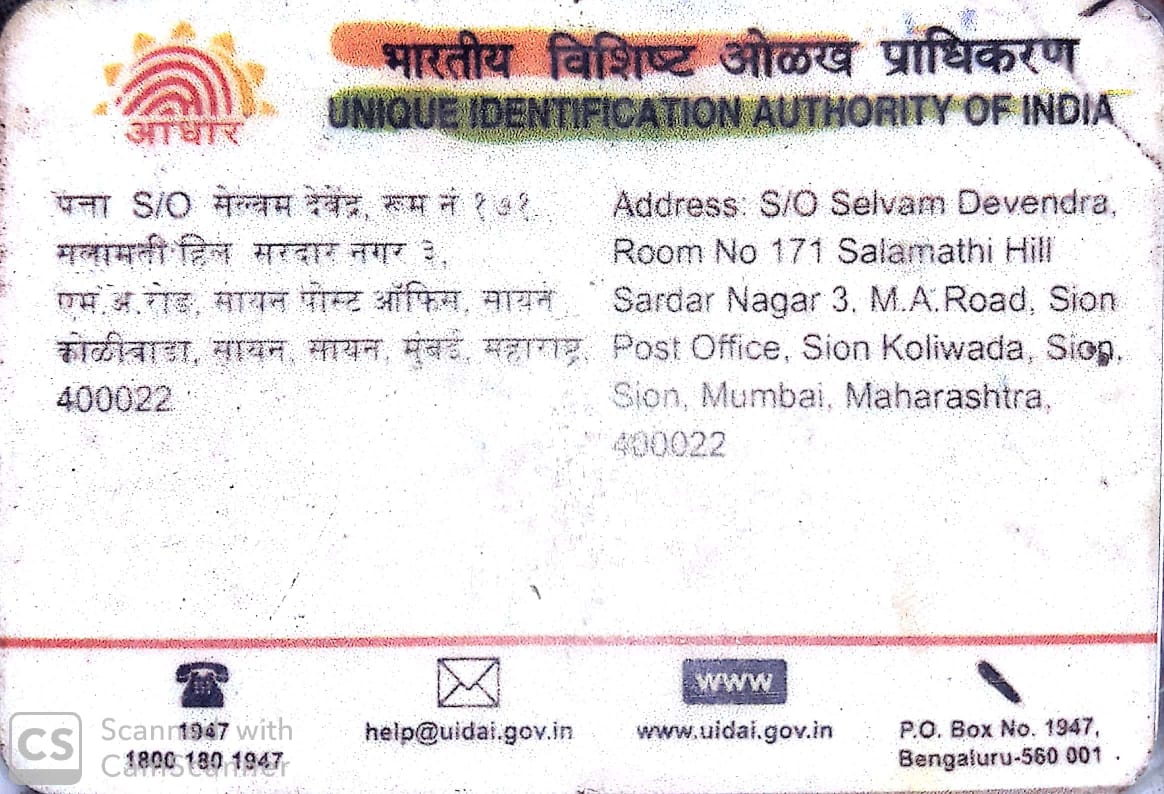 आधार
भारतीय विशिष्ट ओळख प्राधिकरण
UNIQUE IDENTIFICATION AUTHORITY OF INDIA
पत्ता S/O सेल्वम देवेंद्र, रूम नं १७१
सलामती हिल सरदार नगर ३,
एम.अे.रोड, सायन पोस्ट ऑफिस, सायन
कोळीवाडा, सायन, सायन, मुंबई, महाराष्ट्र,
400022
Address: S/O Selvam Devendra,
Room No 171 Salamathi Hill
Sardar Nagar 3, M.A.Road, Sion
Post Office, Sion Koliwada, Sion,
Sion, Mumbai, Maharashtra,
400022
1947
1800 180 1947
help@uidai.gov.in
WWW
www.uidai.gov.in
P.O. Box No. 1947,
Bengaluru-560 001
CS
Scanned with
CamScanner